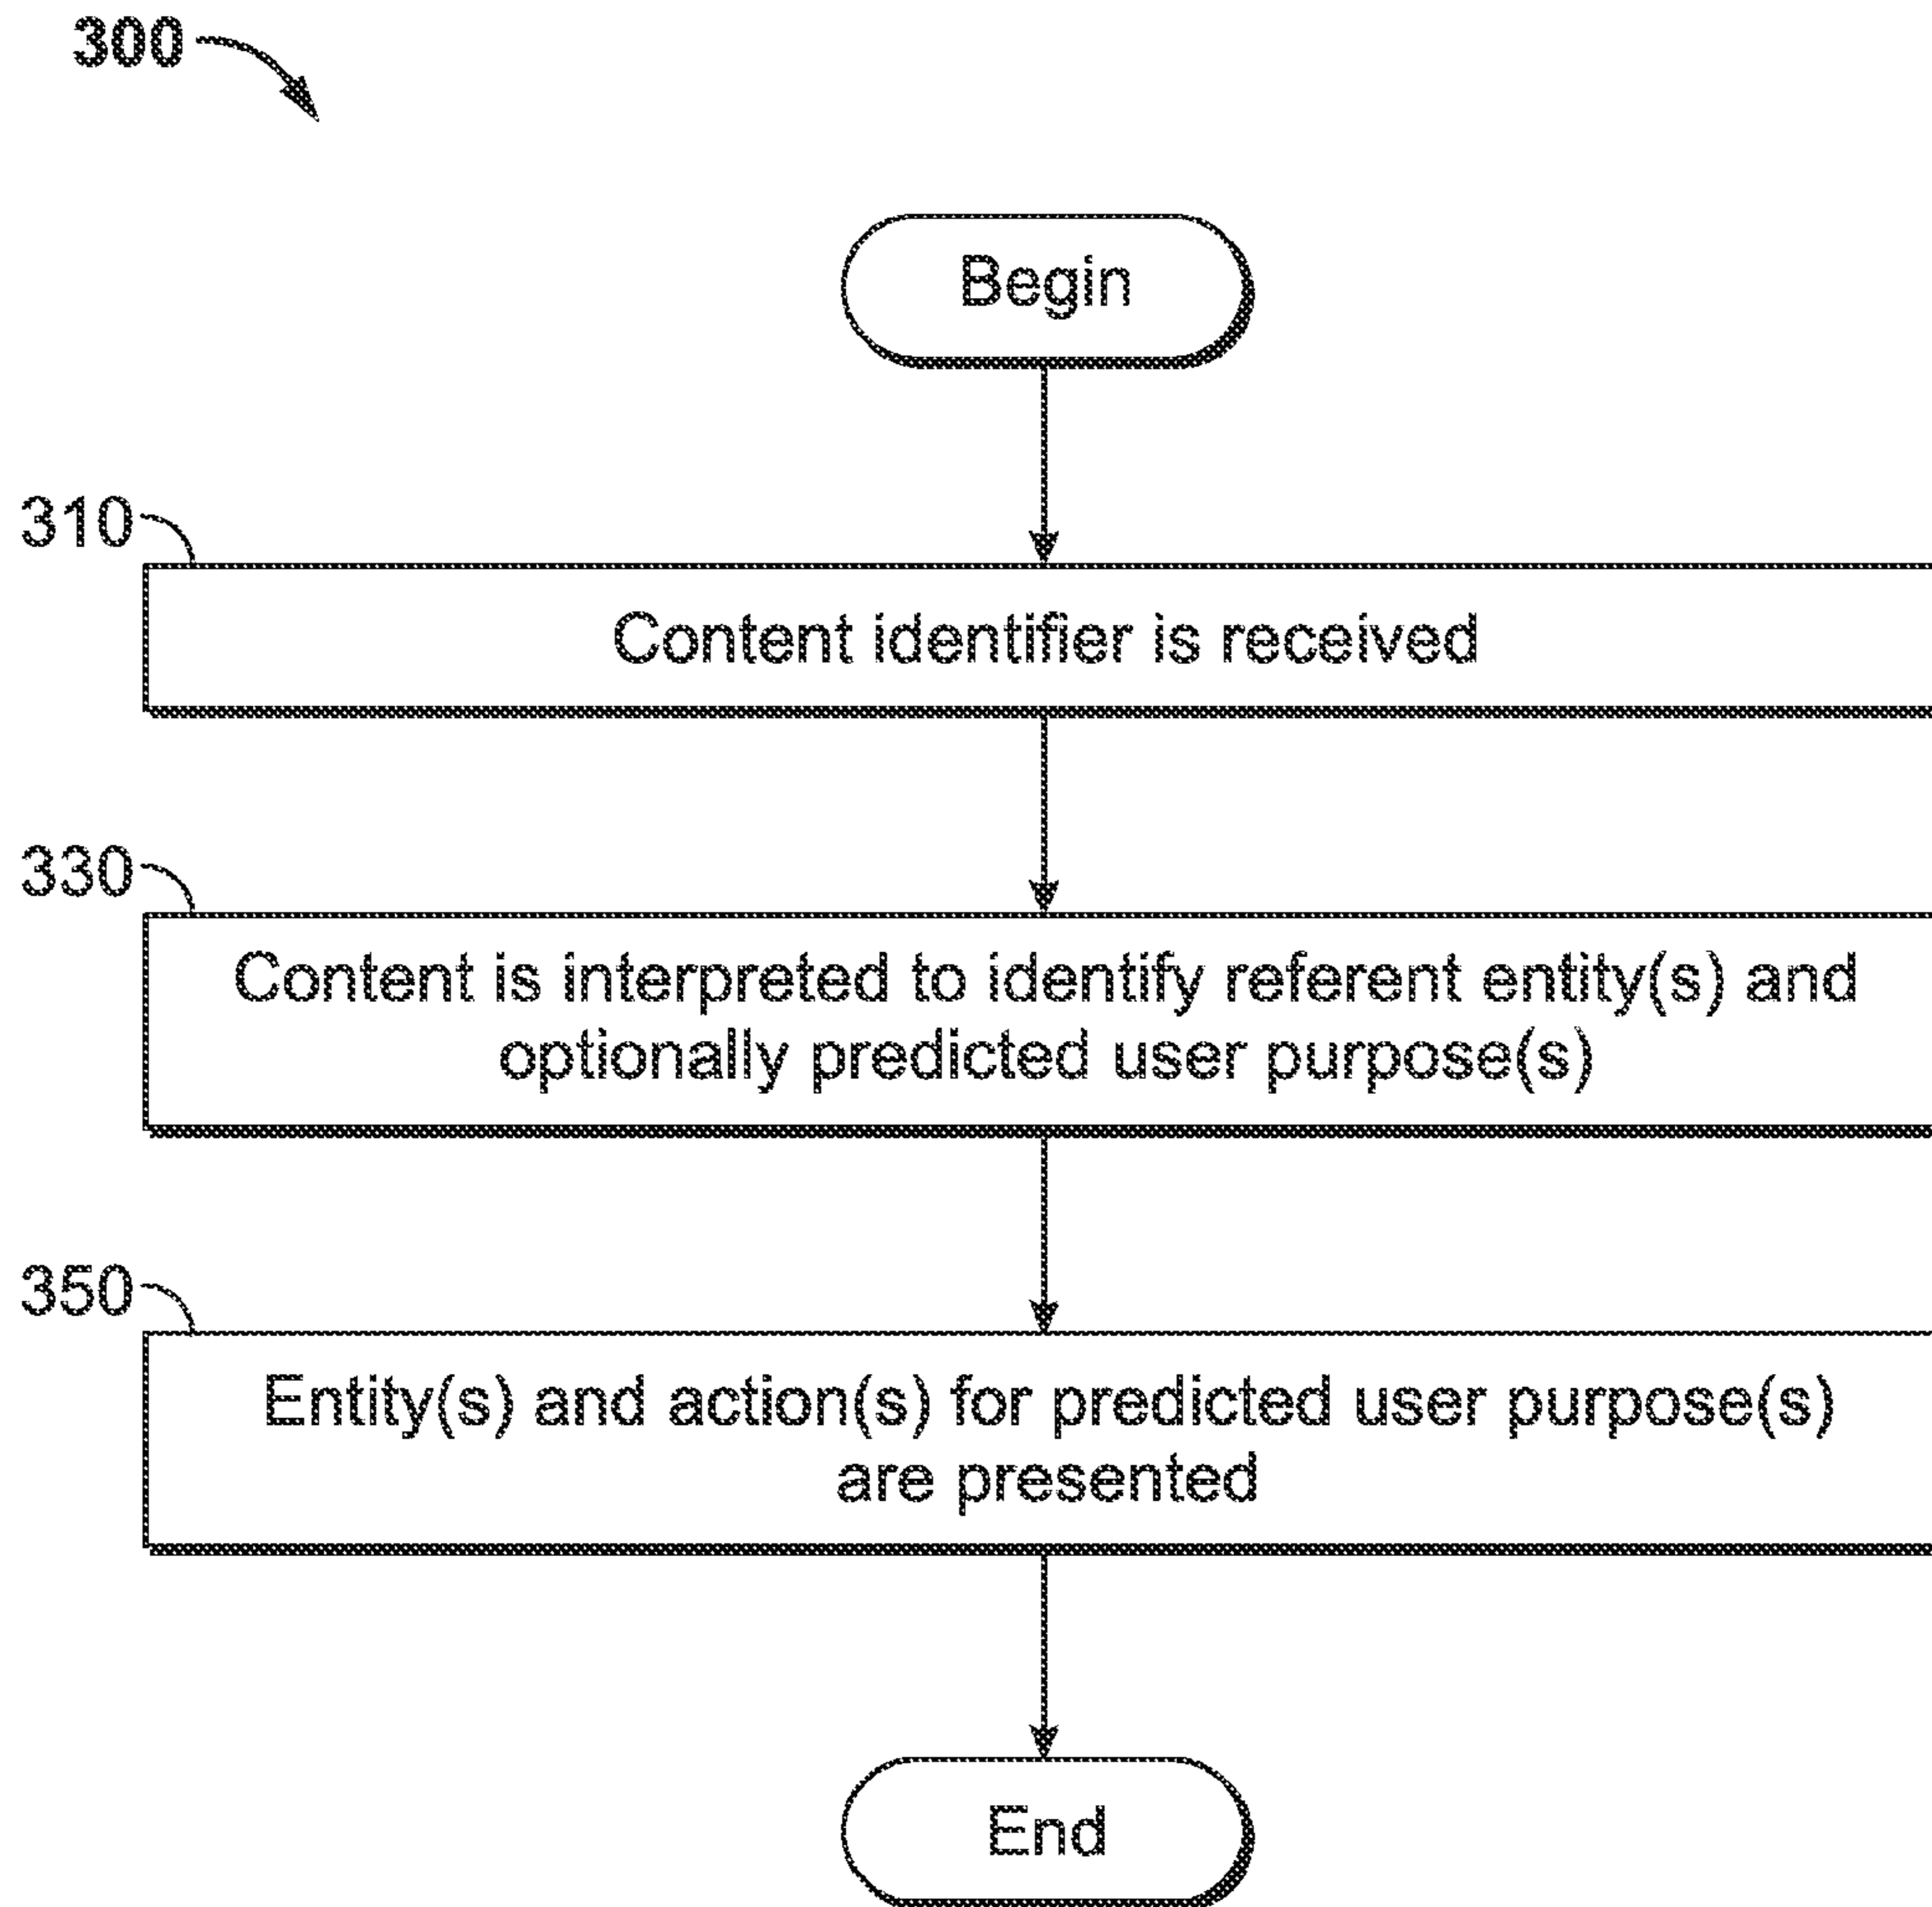 300
Begin
310
Content identifier is received
330
Content is interpreted to identify referent entity(s) and
optionally predicted user purpose(s)
350
Entity(s) and action(s) for predicted user purpose(s)
are presented
End